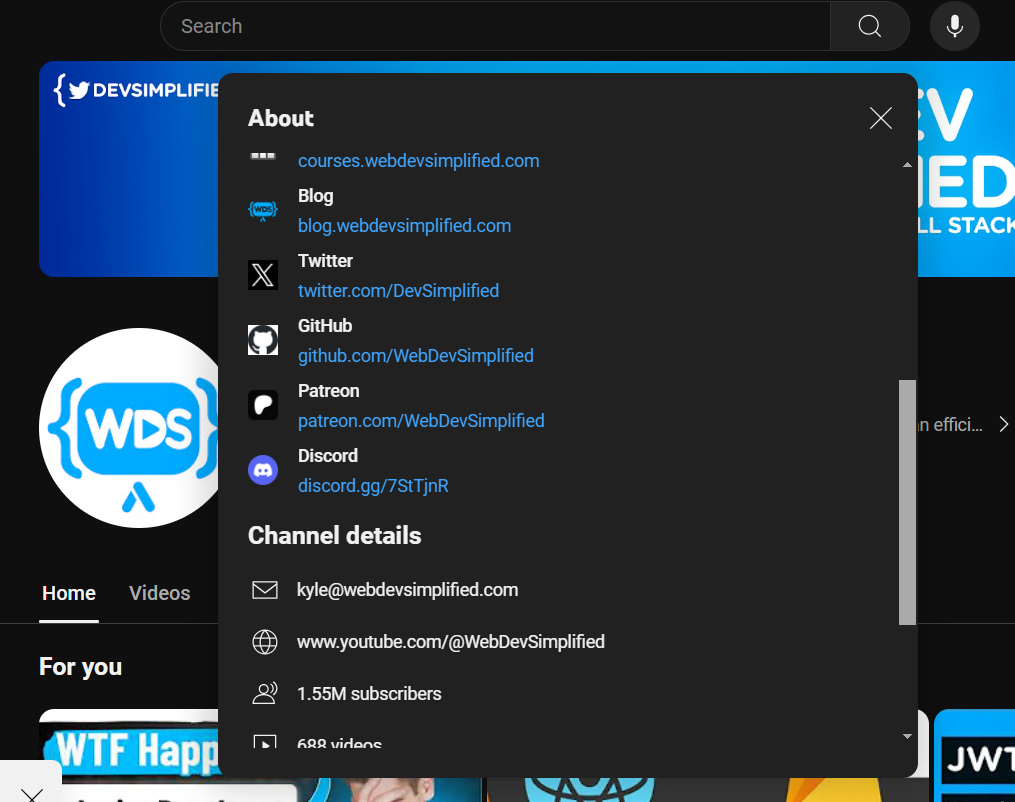 Search
DEVSIMPLIFIE
EV
IED
LL STACK
About
courses.webdevsimplified.com
WDS
Blog
blog.webdevsimplified.com
Twitter
twitter.com/DevSimplified
GitHub
github.com/WebDevSimplified
Patreon
patreon.com/WebDevSimplified
Discord
discord.gg/7StTjnR
WDS
n effici...
Channel details
kyle@webdevsimplified.com
Home
Videos
www.youtube.com/@WebDevSimplified
For you
1.55M subscribers
688 videos
WTF Happ
JWT